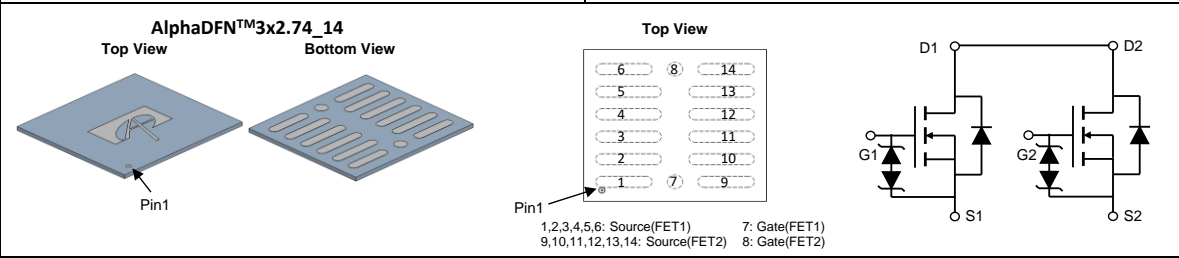 AlphaDFN™3x2.74_14
Top View
Bottom View
Pin1
Top View
6 8 14
5 13
4 12
3 11
2 10
1 7 9
Pin1
1,2,3,4,5,6: Source(FET1) 7: Gate(FET1)
9,10,11,12,13,14: Source(FET2) 8: Gate(FET2)
D1 D2
G1 G2
S1 S2